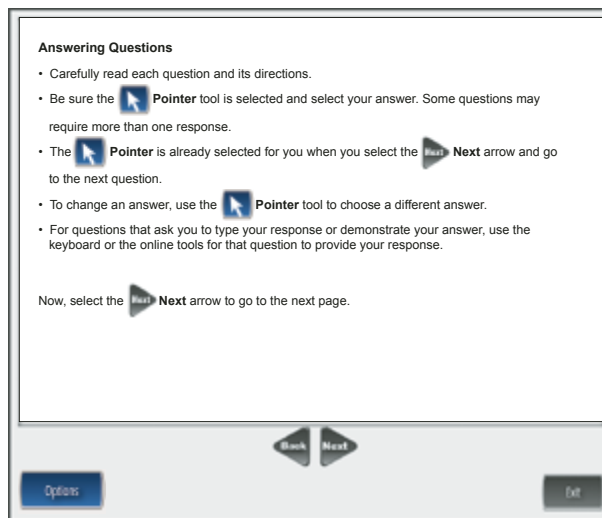 Answering Questions
• Carefully read each question and its directions.
• Be sure the Pointer tool is selected and select your answer. Some questions may
require more than one response.
• The Pointer is already selected for you when you select the Next Next arrow and go
to the next question.
• To change an answer, use the Pointer tool to choose a different answer.
• For questions that ask you to type your response or demonstrate your answer, use the
keyboard or the online tools for that question to provide your response.
Now, select the Next Next arrow to go to the next page.
Back Next
Options Exit